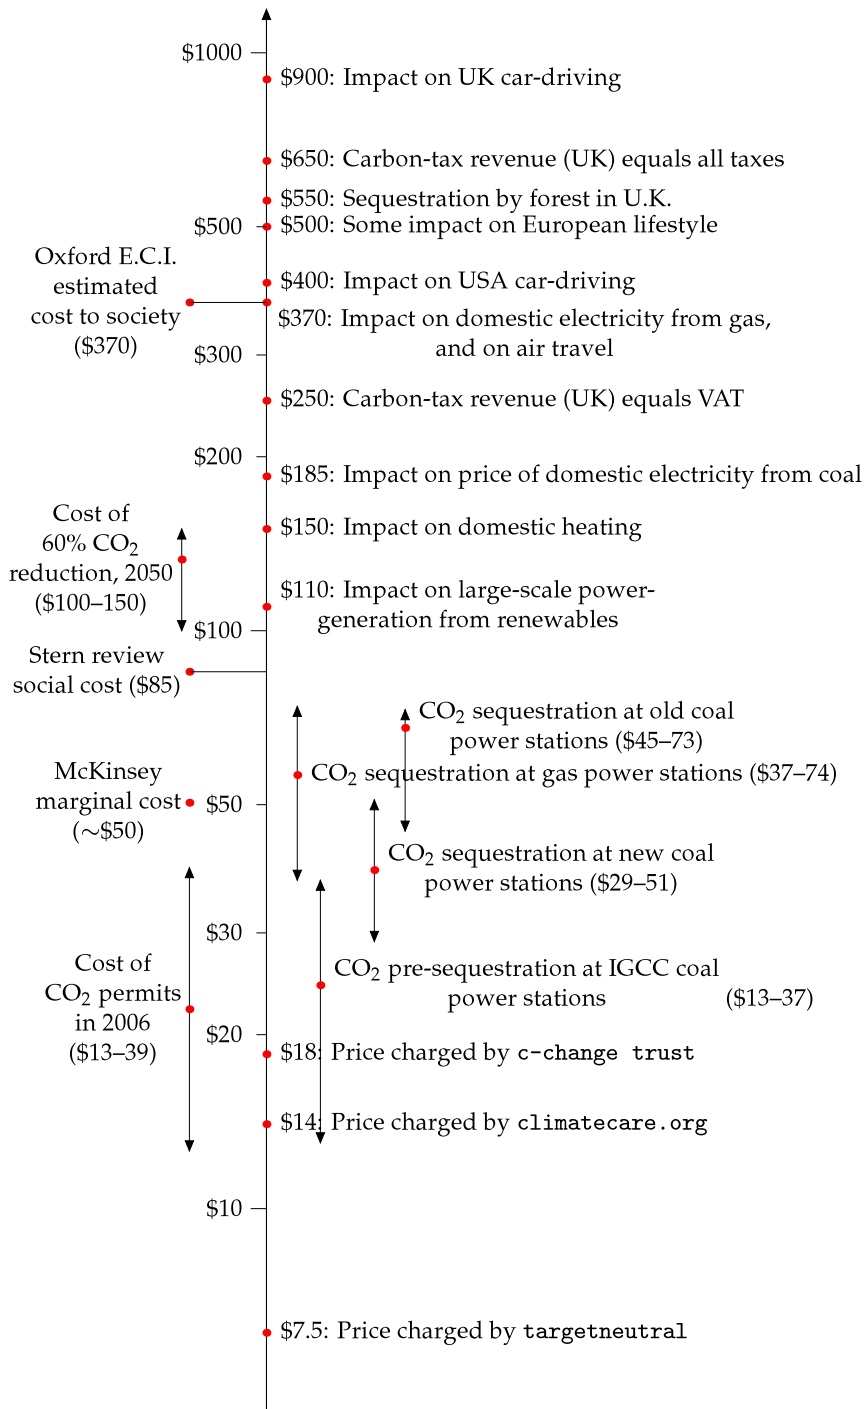 $1000
$900: Impact on UK car-driving
$650: Carbon-tax revenue (UK) equals all taxes
$550: Sequestration by forest in U.K.
$500
$500: Some impact on European lifestyle
Oxford E.C.I.
estimated
cost to society
($370)
$400: Impact on USA car-driving
$370: Impact on domestic electricity from gas,
and on air travel
$300
$250: Carbon-tax revenue (UK) equals VAT
$200
$185: Impact on price of domestic electricity from coal
Cost of
60% CO₂
reduction, 2050
($100–150)
$150: Impact on domestic heating
$110: Impact on large-scale power-
generation from renewables
$100
Stern review
social cost ($85)
CO₂ sequestration at old coal
power stations ($45–73)
CO₂ sequestration at gas power stations ($37–74)
McKinsey
marginal cost
(∼$50)
$50
CO₂ sequestration at new coal
power stations ($29–51)
$30
Cost of
CO₂ permits
in 2006
($13–39)
CO₂ pre-sequestration at IGCC coal
power stations ($13–37)
$20
$18: Price charged by c-change trust
$14: Price charged by climatecare.org
$10
$7.5: Price charged by targetneutral